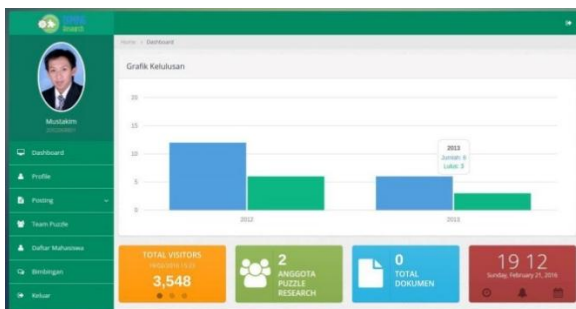 Home > Dashboard
Mustakim
Dashboard
Profile
Posting
Team Puzzle
Daftar Mahasiswa
Bimbingan
Keluar
Grafik Kelulusan
20
15
10
5
0
2012
2013
2013
Jumlah: 6
Lulus: 3
TOTAL VISITORS
3,548
2
ANGGOTA
PUZZLE
RESEARCH
0
TOTAL
DOKUMEN
19 12
Sunday, February 21, 2016